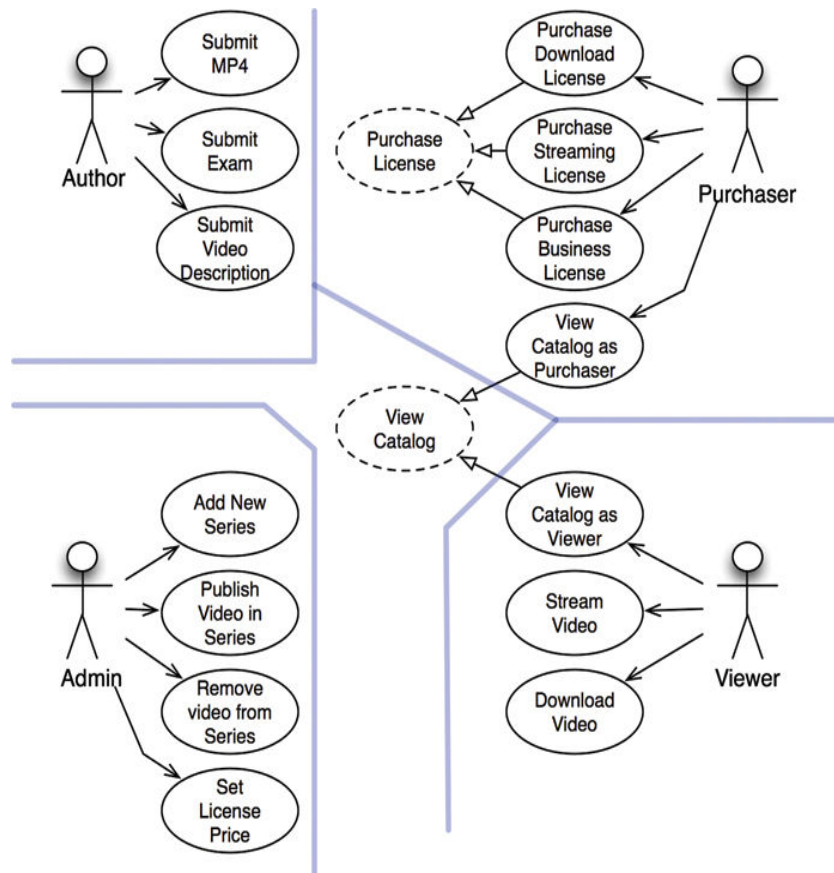 Submit
MP4
Submit
Exam
Author
Submit
Video
Description
Purchase
Download
License
Purchase
License
Purchase
Streaming
License
Purchaser
Purchase
Business
License
View
Catalog as
Purchaser
View
Catalog
Add New
Series
Publish
Video in
Series
Admin
Remove
video from
Series
Set
License
Price
View
Catalog as
Viewer
Stream
Video
Viewer
Download
Video